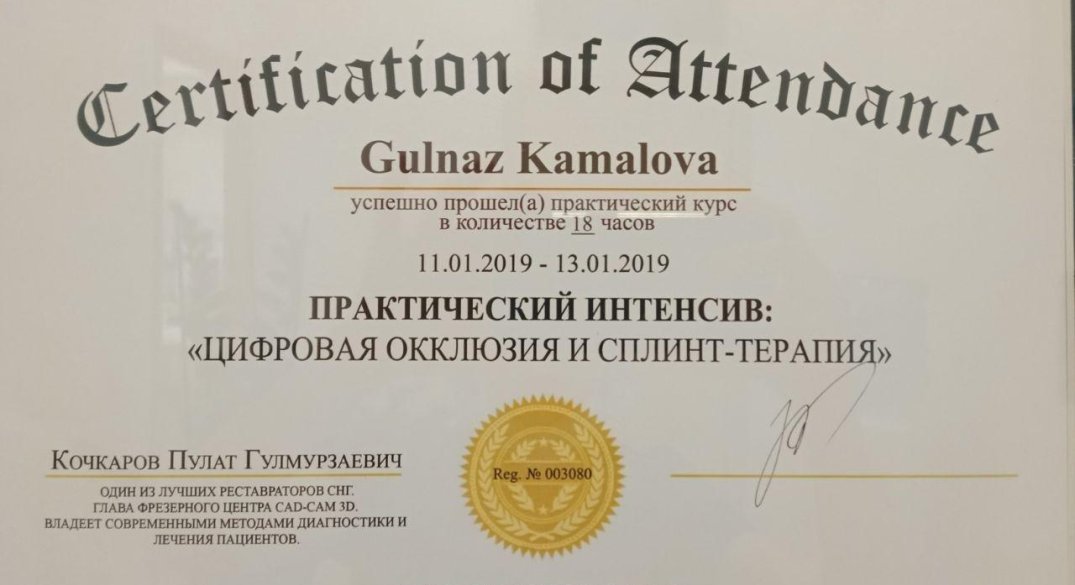 Certification of Attendance
Gulnaz Kamalova
успешно прошел(а) практический курс
в количестве 18 часов
11.01.2019 - 13.01.2019
ПРАКТИЧЕСКИЙ ИНТЕНСИВ:
«ЦИФРОВАЯ ОККЛЮЗИЯ И СПЛИНТ-ТЕРАПИЯ»
КОЧКАРОВ ПУЛАТ ГУЛМУРЗАЕВИЧ
ОДИН ИЗ ЛУЧШИХ РЕСТАВРАТОРОВ СНГ.
ГЛАВА ФРЕЗЕРНОГО ЦЕНТРА CAD-CAM 3D.
ВЛАДЕЕТ СОВРЕМЕННЫМИ МЕТОДАМИ ДИАГНОСТИКИ И
ЛЕЧЕНИЯ ПАЦИЕНТОВ.
Reg. № 003080